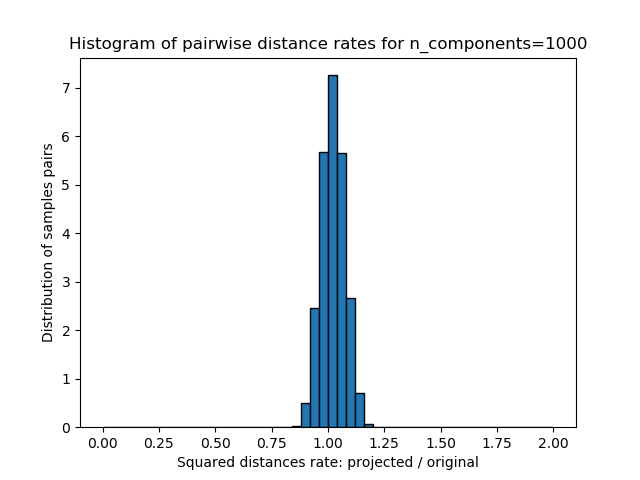 Histogram of pairwise distance rates for n_components=1000
Distribution of samples pairs
7
6
5
4
3
2
1
0
0.00 0.25 0.50 0.75 1.00 1.25 1.50 1.75 2.00
Squared distances rate: projected / original